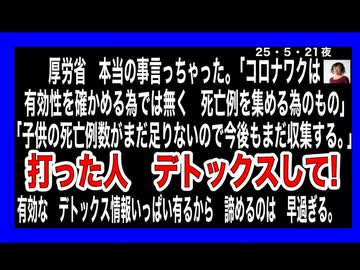 25・5・21夜
厚労省 本当の事言っちゃった。「コロナワクは
有効性を確かめる為では無く 死亡例を集める為のもの」
「子供の死亡例数がまだ足りないので今後もまだ収集する。」
打った人 デトックスして!
有効な デトックス情報いっぱい有るから 諦めるのは 早過ぎる。